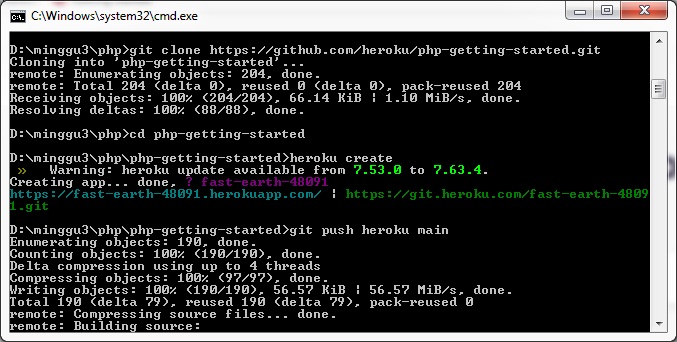 C:\Windows\system32\cmd.exe
D:\minggu3\php>git clone https://github.com/heroku/php-getting-started.git
Cloning into 'php-getting-started'...
remote: Enumerating objects: 204, done.
remote: Total 204 (delta 0), reused 0 (delta 0), pack-reused 204
Receiving objects: 100% (204/204), 66.14 KiB ¦ 1.10 MiB/s, done.
Resolving deltas: 100% (88/88), done.
D:\minggu3\php>cd php-getting-started
D:\minggu3\php\php-getting-started>heroku create
» Warning: heroku update available from 7.53.0 to 7.63.4.
Creating app... done, ? fast-earth-48091
https://fast-earth-48091.herokuapp.com/ ¦ https://git.heroku.com/fast-earth-4809
1.git
D:\minggu3\php\php-getting-started>git push heroku main
Enumerating objects: 190, done.
Counting objects: 100% (190/190), done.
Delta compression using up to 4 threads
Compressing objects: 100% (97/97), done.
Writing objects: 100% (190/190), 56.57 KiB ¦ 56.57 MiB/s, done.
Total 190 (delta 79), reused 190 (delta 79), pack-reused 0
remote: Compressing source files... done.
remote: Building source: